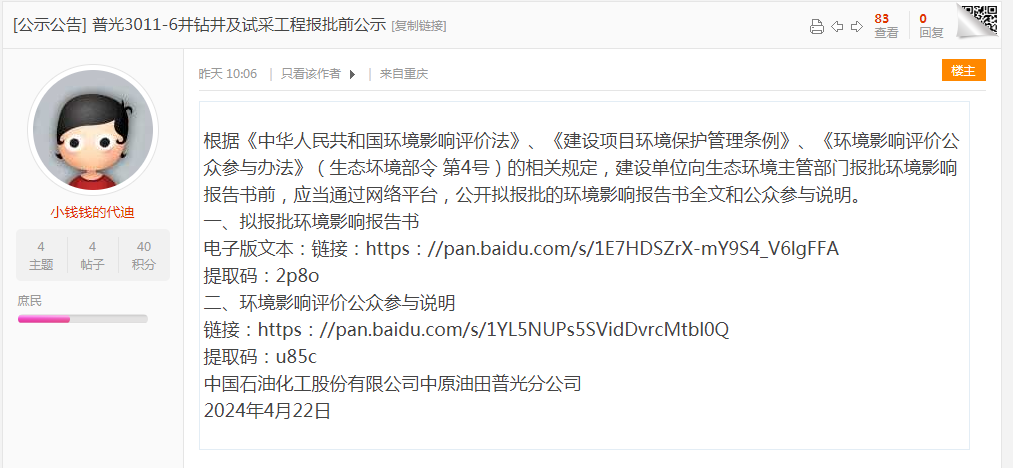 [公示公告] 普光3011-6井钻井及试采工程报批前公示 [复制链接]
83
查看
0
回复
昨天 10:06 | 只看该作者 | 来自重庆
楼主
小钱钱的代迪
4
主题
4
帖子
40
积分
庶民
根据《中华人民共和国环境影响评价法》、《建设项目环境保护管理条例》、《环境影响评价公
众参与办法》（生态环境部令 第4号）的相关规定，建设单位向生态环境主管部门报批环境影响
报告书前，应当通过网络平台，公开拟报批的环境影响报告书全文和公众参与说明。
一、拟报批环境影响报告书
电子版文本：链接：https：//pan.baidu.com/s/1E7HDSZrX-mY9S4_V6lgFFA
提取码：2p8o
二、环境影响评价公众参与说明
链接：https：//pan.baidu.com/s/1YL5NUPs5SVidDvrcMtbl0Q
提取码：u85c
中国石油化工股份有限公司中原油田普光分公司
2024年4月22日